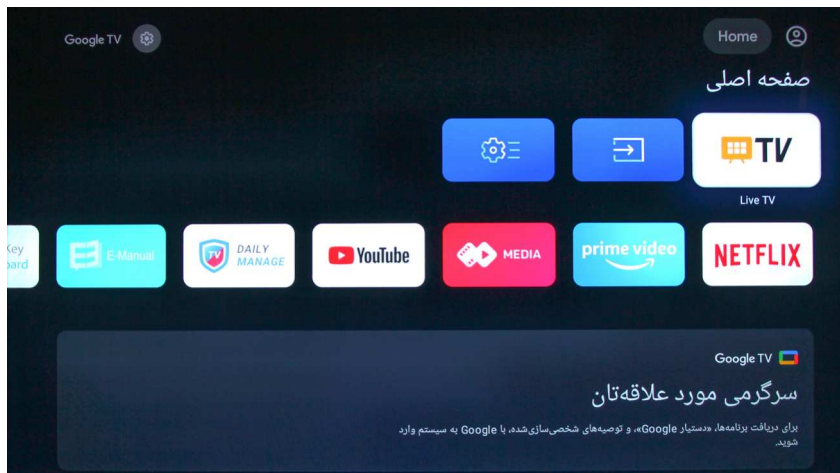 Home
Google TV
صفحه اصلی
TV
Live TV
NETFLIX
prime video
MEDIA
YouTube
TV DAILY MANAGE
E-Manual
Key
Google TV
سرگرمی مورد علاقه‌تان
برای دریافت برنامه‌ها، «دستیار Google»، و توصیه‌های شخصی‌سازی‌شده، با Google به سیستم وارد
شوید.